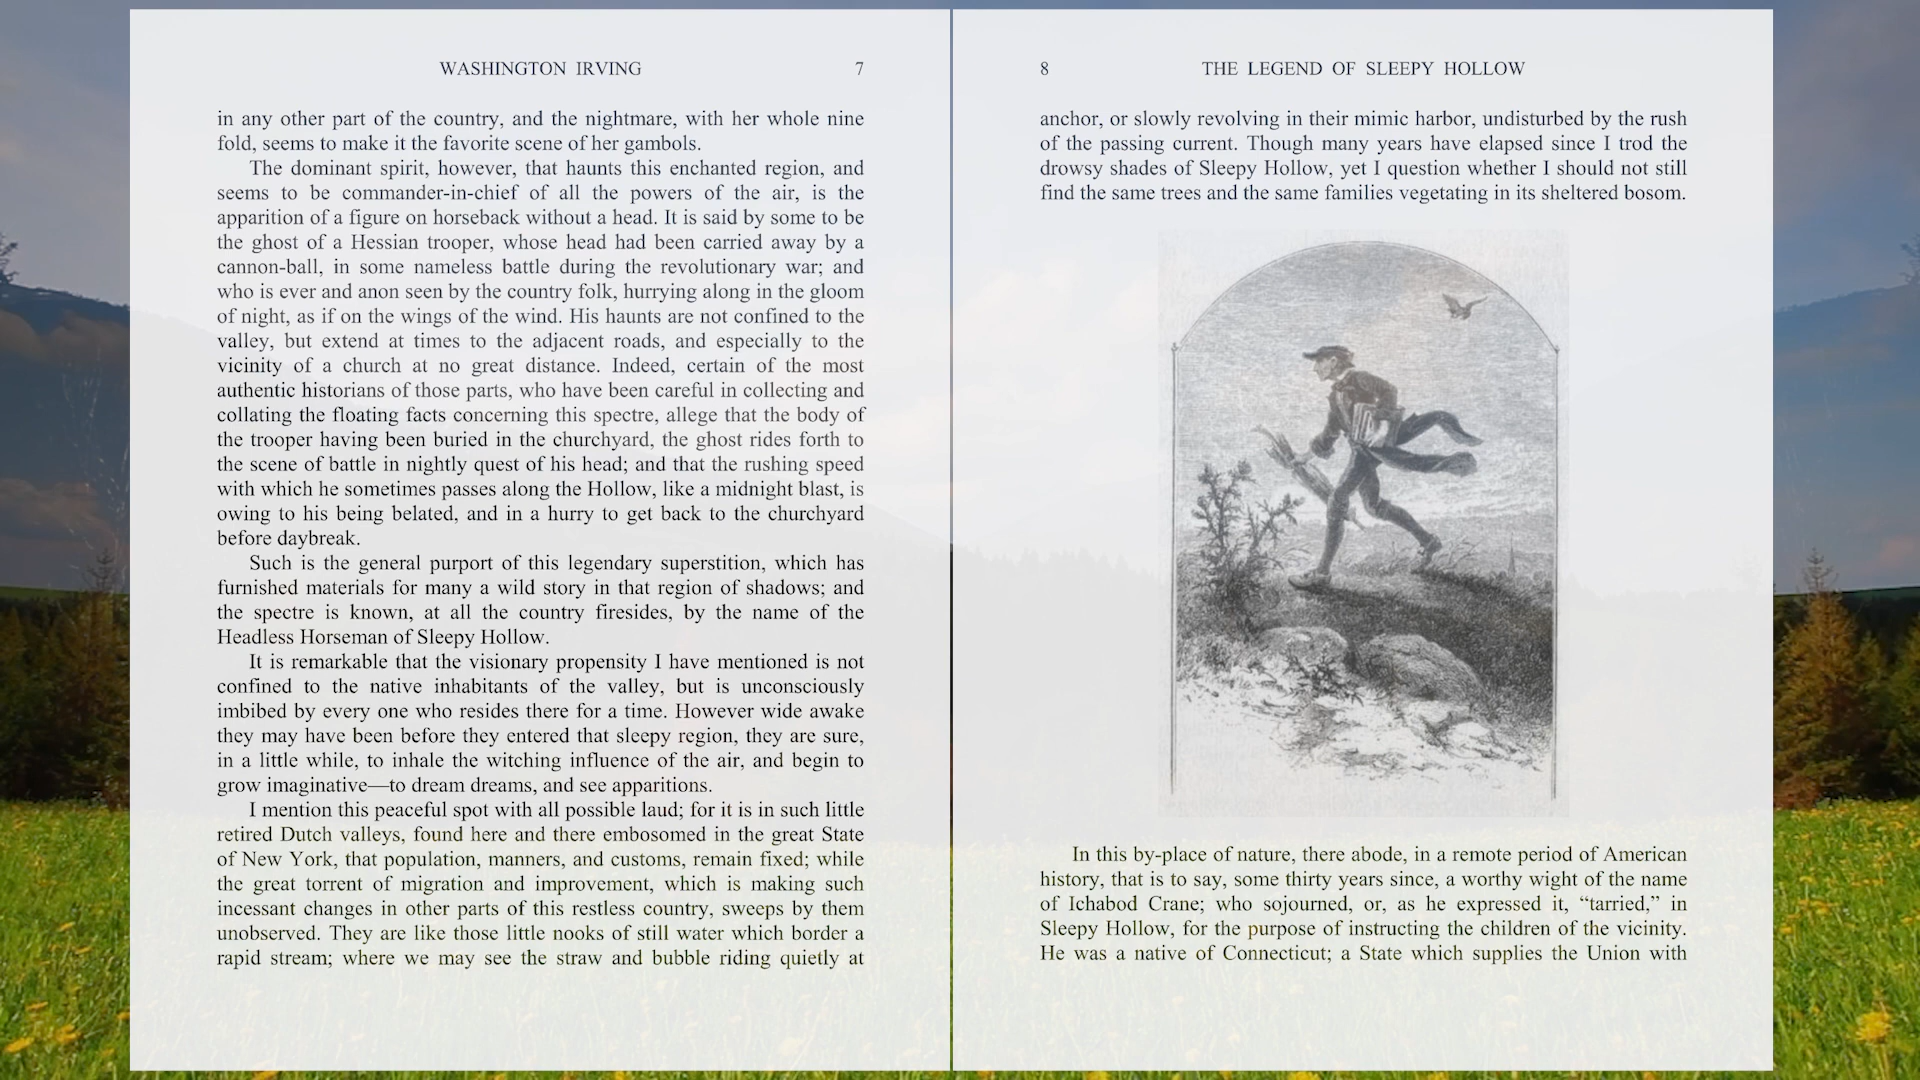 WASHINGTON IRVING 7
in any other part of the country, and the nightmare, with her whole nine
fold, seems to make it the favorite scene of her gambols.
The dominant spirit, however, that haunts this enchanted region, and
seems to be commander-in-chief of all the powers of the air, is the
apparition of a figure on horseback without a head. It is said by some to be
the ghost of a Hessian trooper, whose head had been carried away by a
cannon-ball, in some nameless battle during the revolutionary war; and
who is ever and anon seen by the country folk, hurrying along in the gloom
of night, as if on the wings of the wind. His haunts are not confined to the
valley, but extend at times to the adjacent roads, and especially to the
vicinity of a church at no great distance. Indeed, certain of the most
authentic historians of those parts, who have been careful in collecting and
collating the floating facts concerning this spectre, allege that the body of
the trooper having been buried in the churchyard, the ghost rides forth to
the scene of battle in nightly quest of his head; and that the rushing speed
with which he sometimes passes along the Hollow, like a midnight blast, is
owing to his being belated, and in a hurry to get back to the churchyard
before daybreak.
Such is the general purport of this legendary superstition, which has
furnished materials for many a wild story in that region of shadows; and
the spectre is known, at all the country firesides, by the name of the
Headless Horseman of Sleepy Hollow.
It is remarkable that the visionary propensity I have mentioned is not
confined to the native inhabitants of the valley, but is unconsciously
imbibed by every one who resides there for a time. However wide awake
they may have been before they entered that sleepy region, they are sure,
in a little while, to inhale the witching influence of the air, and begin to
grow imaginative—to dream dreams, and see apparitions.
I mention this peaceful spot with all possible laud; for it is in such little
retired Dutch valleys, found here and there embosomed in the great State
of New York, that population, manners, and customs, remain fixed; while
the great torrent of migration and improvement, which is making such
incessant changes in other parts of this restless country, sweeps by them
unobserved. They are like those little nooks of still water which border a
rapid stream; where we may see the straw and bubble riding quietly at
8 THE LEGEND OF SLEEPY HOLLOW
anchor, or slowly revolving in their mimic harbor, undisturbed by the rush
of the passing current. Though many years have elapsed since I trod the
drowsy shades of Sleepy Hollow, yet I question whether I should not still
find the same trees and the same families vegetating in its sheltered bosom.
In this by-place of nature, there abode, in a remote period of American
history, that is to say, some thirty years since, a worthy wight of the name
of Ichabod Crane; who sojourned, or, as he expressed it, “tarried,” in
Sleepy Hollow, for the purpose of instructing the children of the vicinity.
He was a native of Connecticut; a State which supplies the Union with